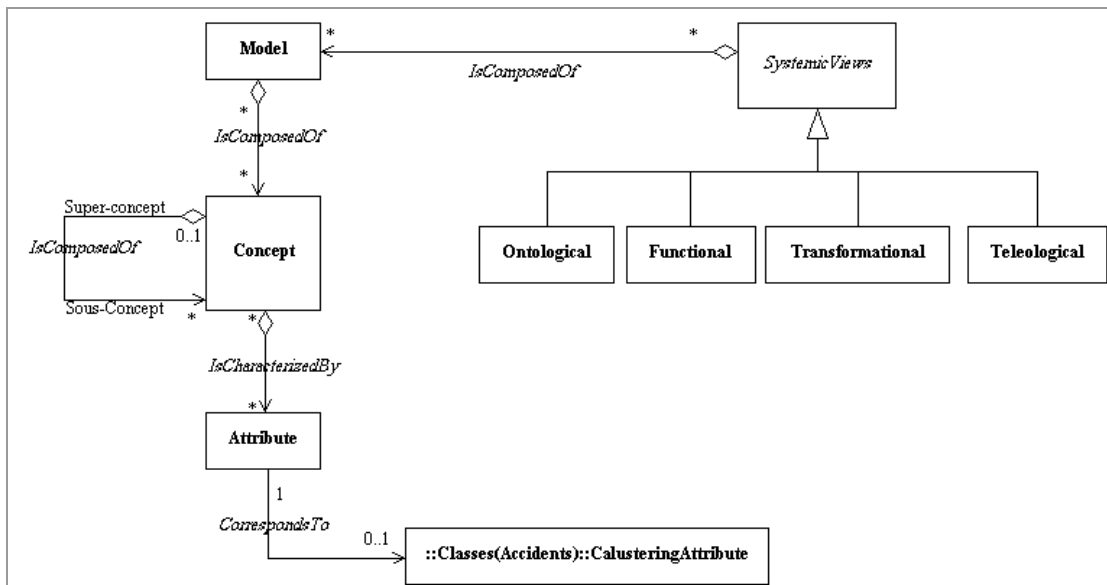 Model
*
*
IsComposedOf
SystemicViews
*
IsComposedOf
*
Super-concept
0..1
IsComposedOf
Concept
Sous-Concept
*
Ontological
Functional
Transformational
Teleological
*
IsCharacterizedBy
*
Attribute
1
CorrespondsTo
0..1
::Classes(Accidents)::CalusteringAttribute